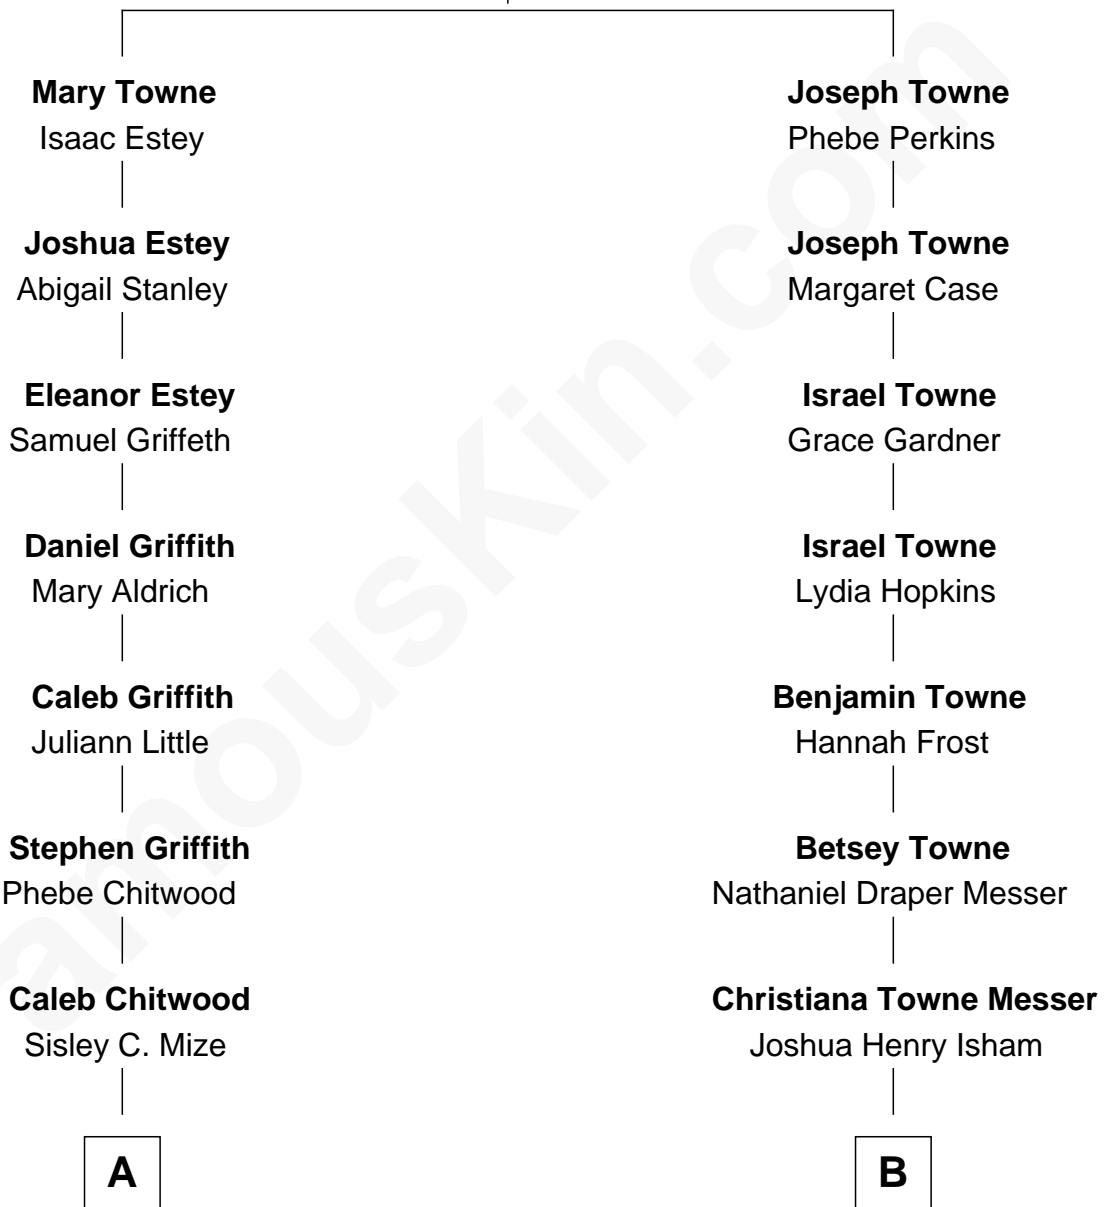 Mary Towne
Isaac Estey
Joshua Estey
Abigail Stanley
Eleanor Estey
Samuel Griffeth
Daniel Griffith
Mary Aldrich
Caleb Griffith
Juliann Little
Stephen Griffith
Phebe Chitwood
Caleb Chitwood
Sisley C. Mize
A
Joseph Towne
Phebe Perkins
Joseph Towne
Margaret Case
Israel Towne
Grace Gardner
Israel Towne
Lydia Hopkins
Benjamin Towne
Hannah Frost
Betsey Towne
Nathaniel Draper Messer
Christiana Towne Messer
Joshua Henry Isham
B
amousKin.com